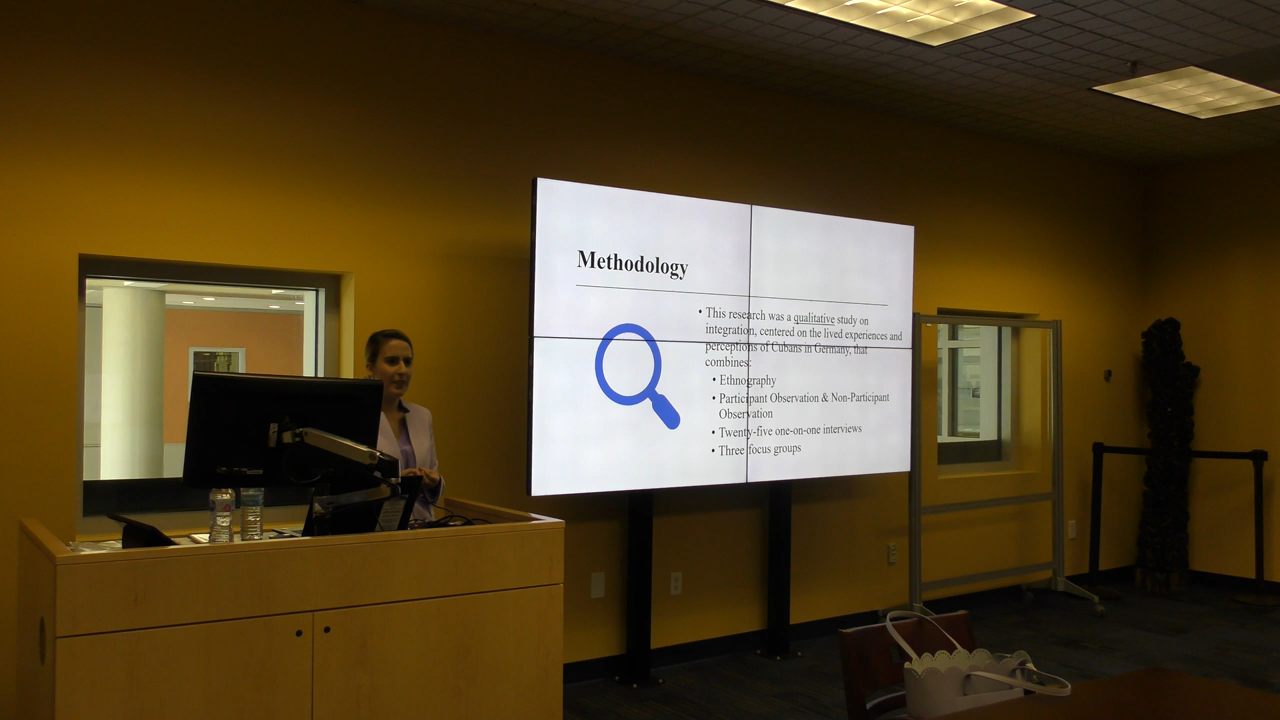 Methodology
• This research was a qualitative study on
integration, centered on the lived experiences and
perceptions of Cubans in Germany, that
combines:
• Ethnography
• Participant Observation & Non-Participant
Observation
• Twenty-five one-on-one interviews
• Three focus groups